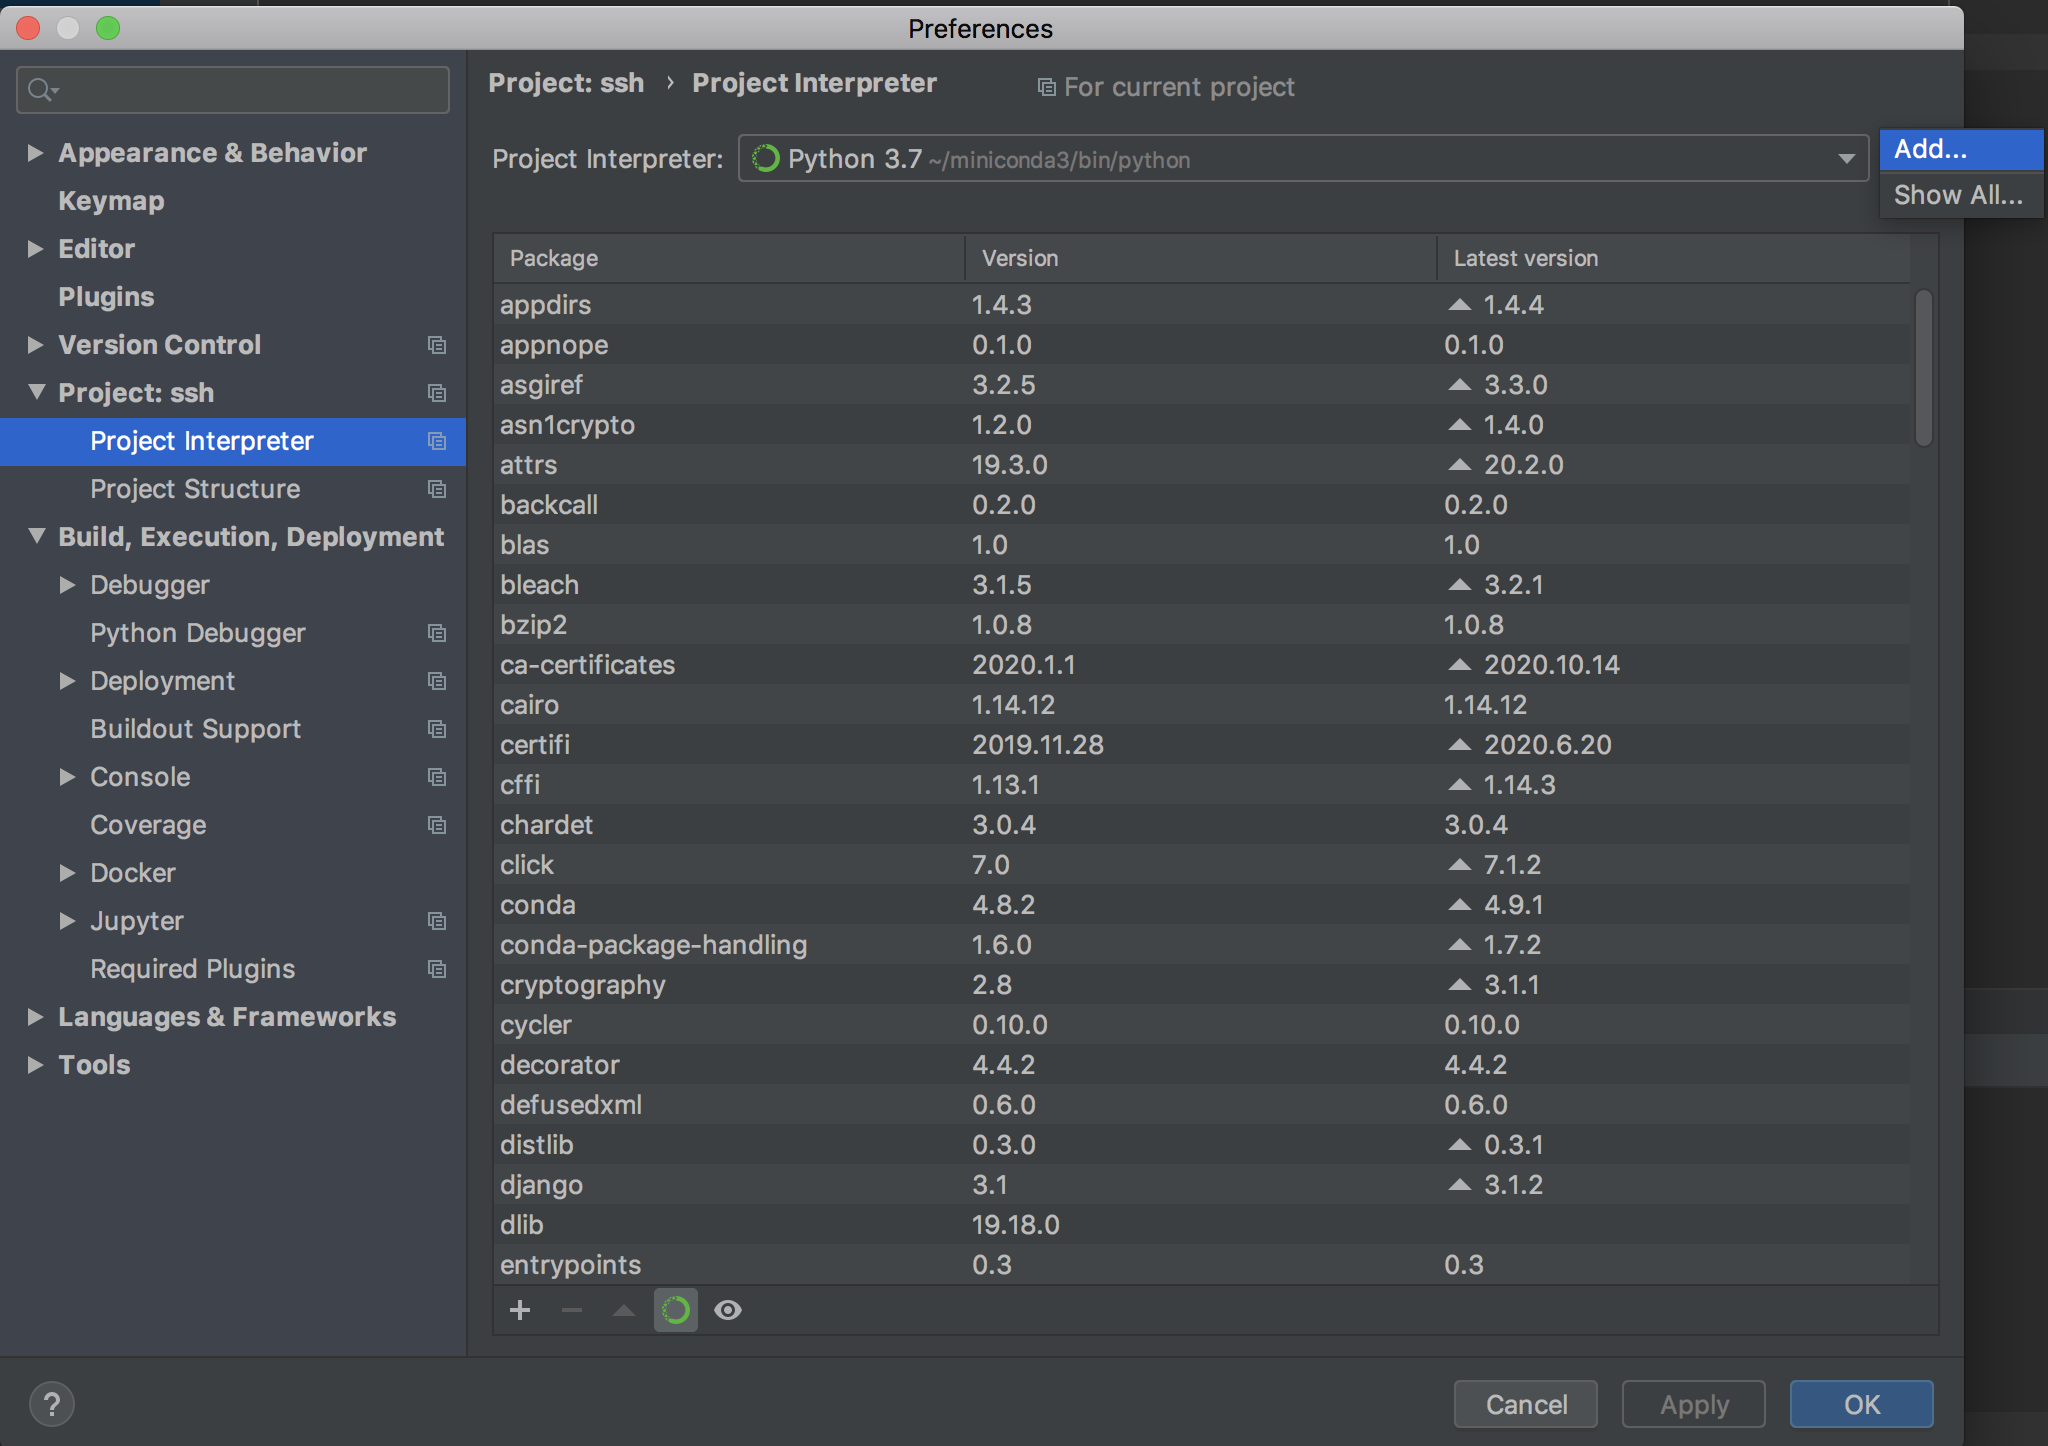 Preferences
Project: ssh › Project Interpreter For current project
Project Interpreter: Python 3.7 ~/miniconda3/bin/python
Add...
Show All...
Appearance & Behavior
Keymap
Editor
Plugins
Version Control
Project: ssh
Project Interpreter
Project Structure
Build, Execution, Deployment
Debugger
Python Debugger
Deployment
Buildout Support
Console
Coverage
Docker
Jupyter
Required Plugins
Languages & Frameworks
Tools
Package Version Latest version
appdirs 1.4.3 1.4.4
appnope 0.1.0 0.1.0
asgiref 3.2.5 3.3.0
asn1crypto 1.2.0 1.4.0
attrs 19.3.0 20.2.0
backcall 0.2.0 0.2.0
blas 1.0 1.0
bleach 3.1.5 3.2.1
bzip2 1.0.8 1.0.8
ca-certificates 2020.1.1 2020.10.14
cairo 1.14.12 1.14.12
certifi 2019.11.28 2020.6.20
cffi 1.13.1 1.14.3
chardet 3.0.4 3.0.4
click 7.0 7.1.2
conda 4.8.2 4.9.1
conda-package-handling 1.6.0 1.7.2
cryptography 2.8 3.1.1
cycler 0.10.0 0.10.0
decorator 4.4.2 4.4.2
defusedxml 0.6.0 0.6.0
distlib 0.3.0 0.3.1
django 3.1 3.1.2
dlib 19.18.0
entrypoints 0.3 0.3
?
Cancel Apply OK